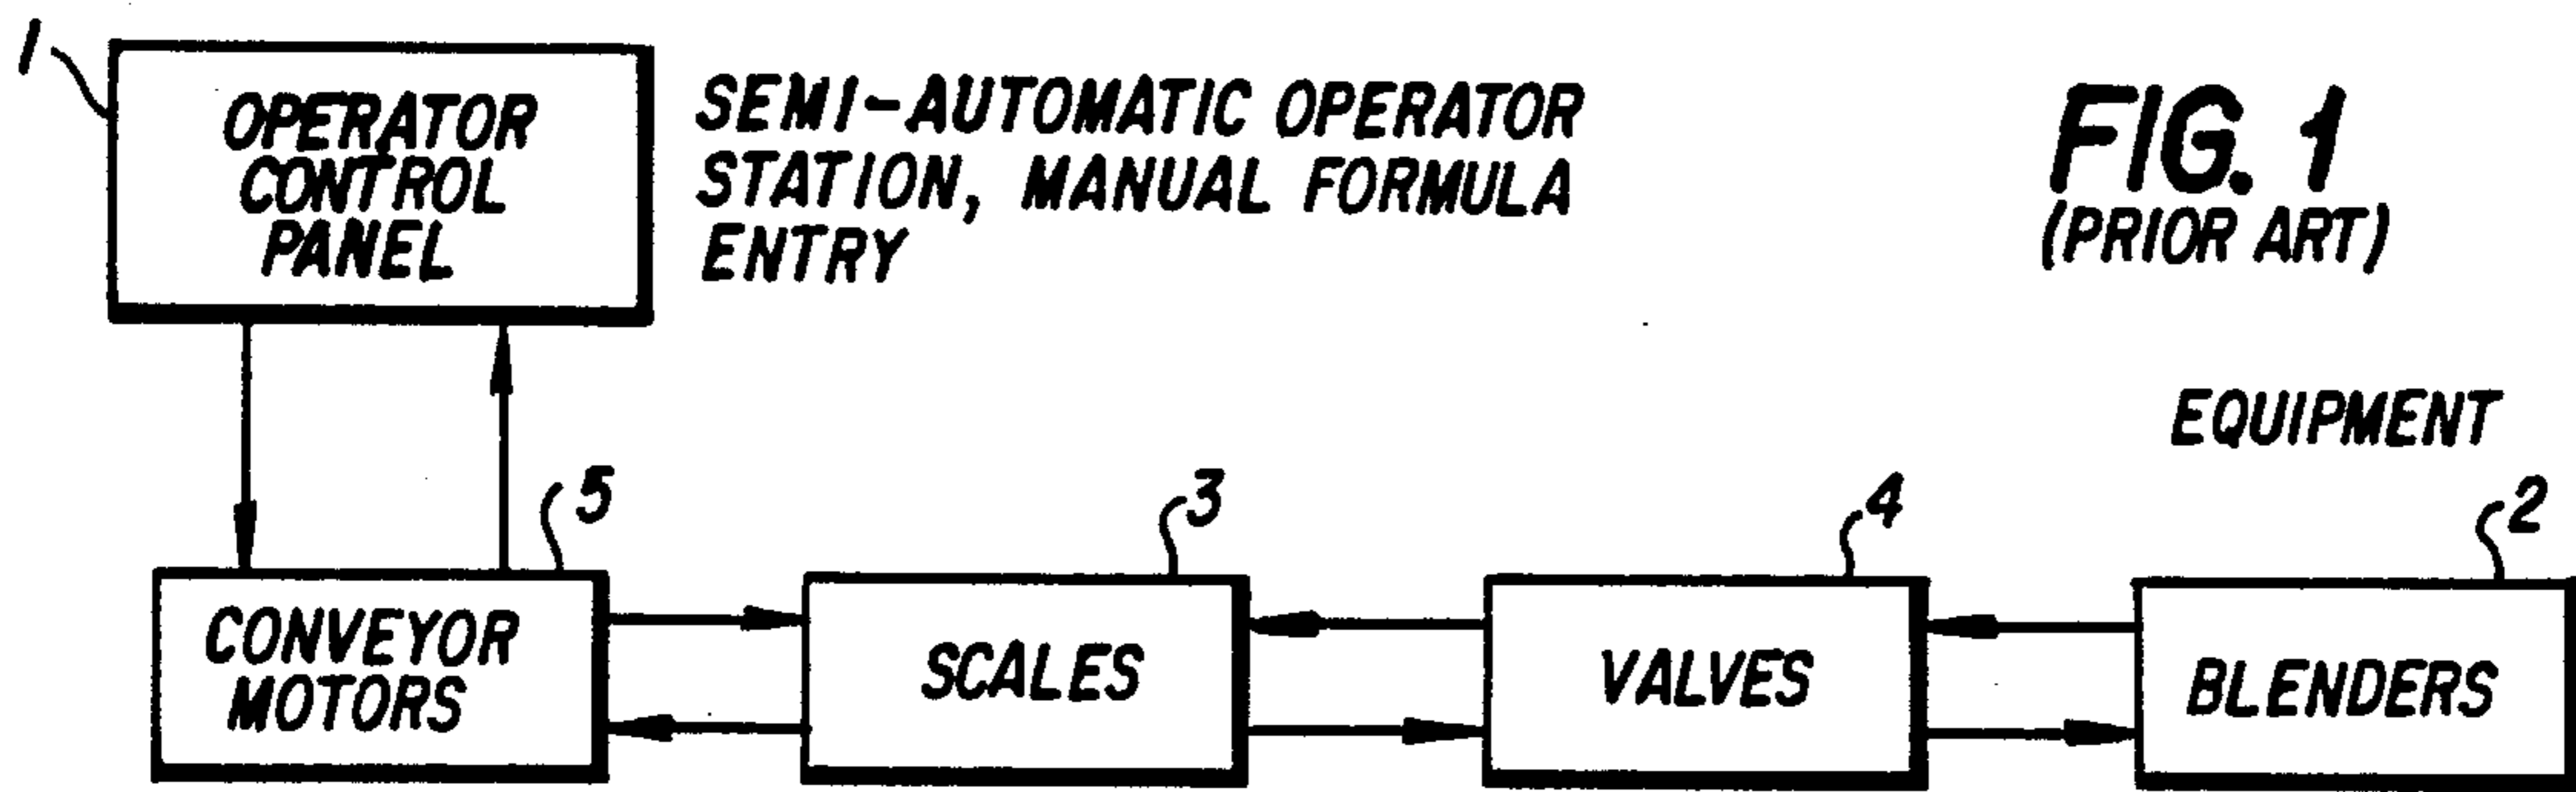 1
OPERATOR
CONTROL
PANEL
SEMI-AUTOMATIC OPERATOR
STATION, MANUAL FORMULA
ENTRY
FIG. 1
(PRIOR ART)
EQUIPMENT
5
3
4
2
CONVEYOR
MOTORS
SCALES
VALVES
BLENDERS